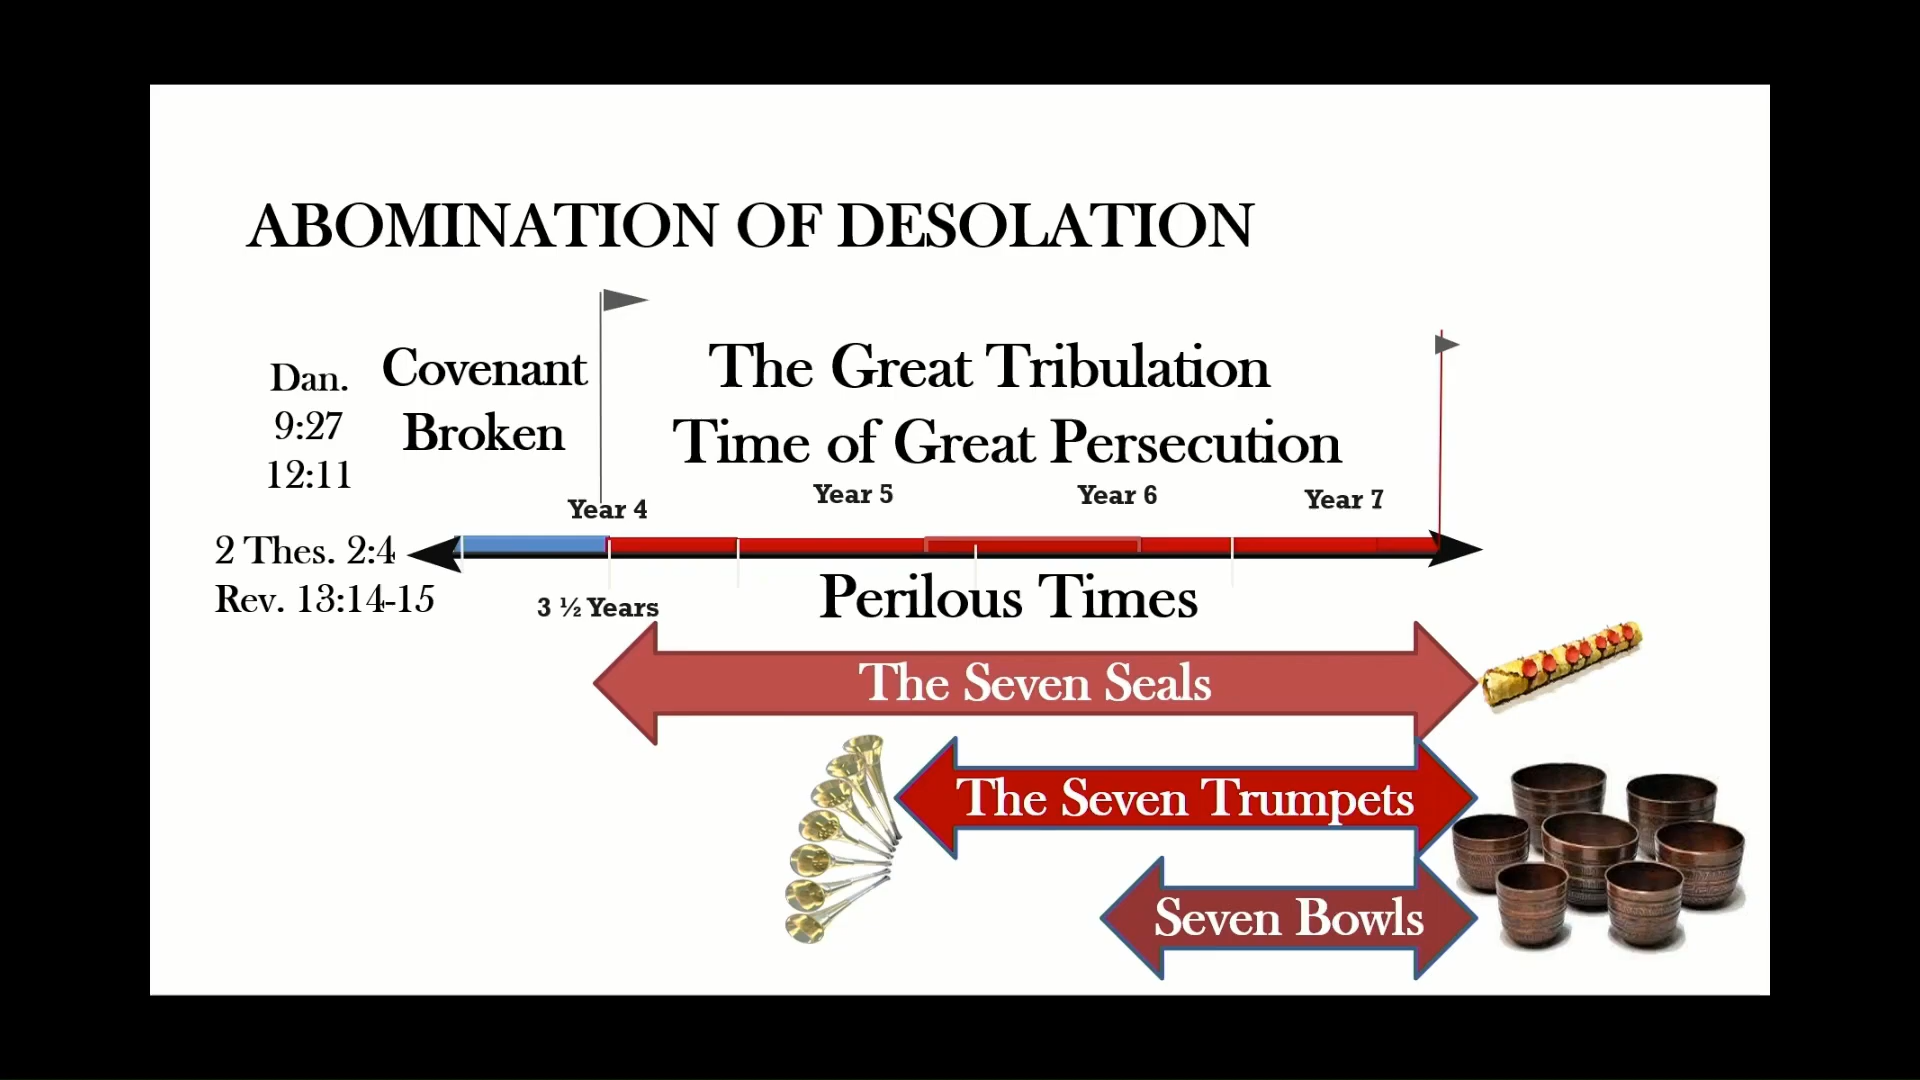 ABOMINATION OF DESOLATION
Dan.
9:27
12:11
Covenant
Broken
The Great Tribulation
Time of Great Persecution
Year 4
Year 5
Year 6
Year 7
2 Thes. 2:4
Rev. 13:14-15
3 ½ Years
Perilous Times
The Seven Seals
The Seven Trumpets
Seven Bowls